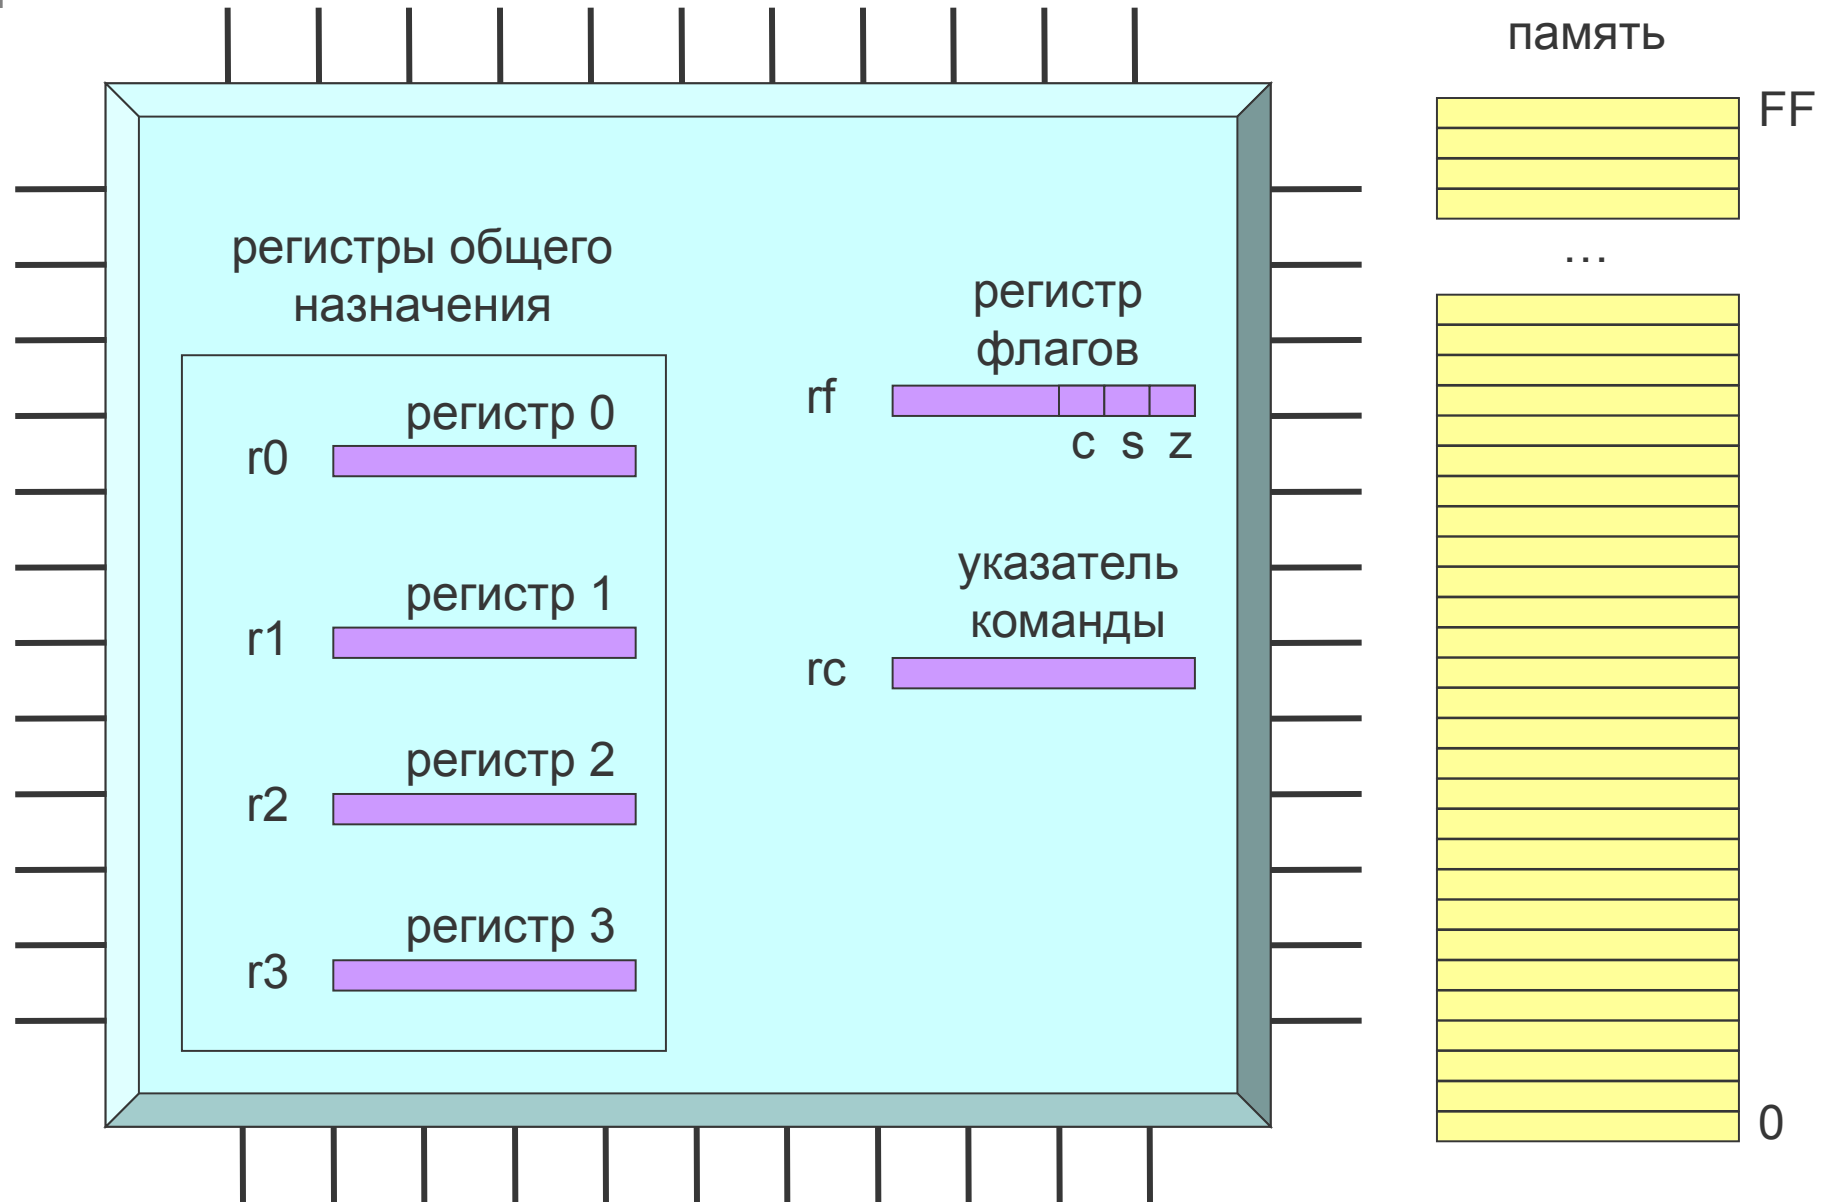 память
FF
регистры общего
назначения
…
регистр
флагов
rf
c s z
регистр 0
r0
указатель
команды
rc
регистр 1
r1
регистр 2
r2
регистр 3
r3
0